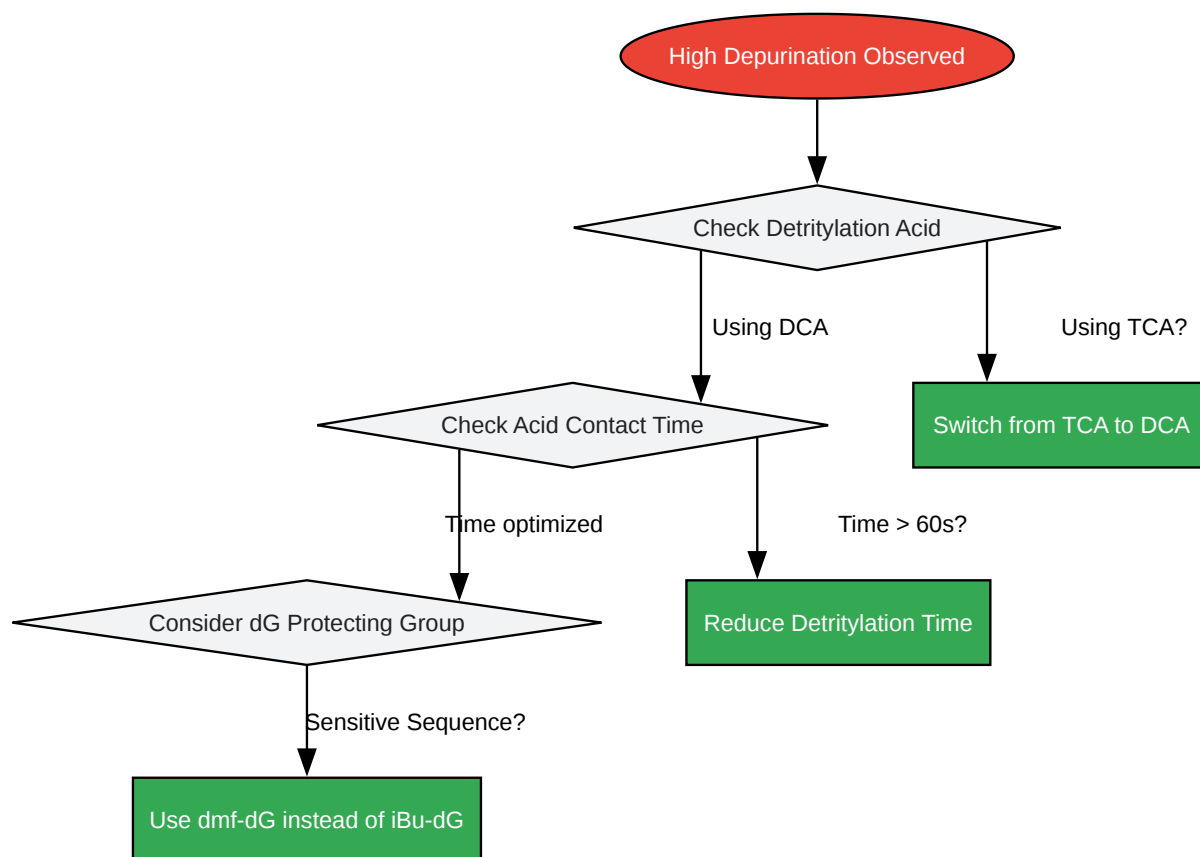 High Depurination Observed
Check Detritylation Acid
Using DCA
Using TCA?
Check Acid Contact Time
Switch from TCA to DCA
Time optimized
Time > 60s?
Consider dG Protecting Group
Reduce Detritylation Time
Sensitive Sequence?
Use dmf-dG instead of iBu-dG